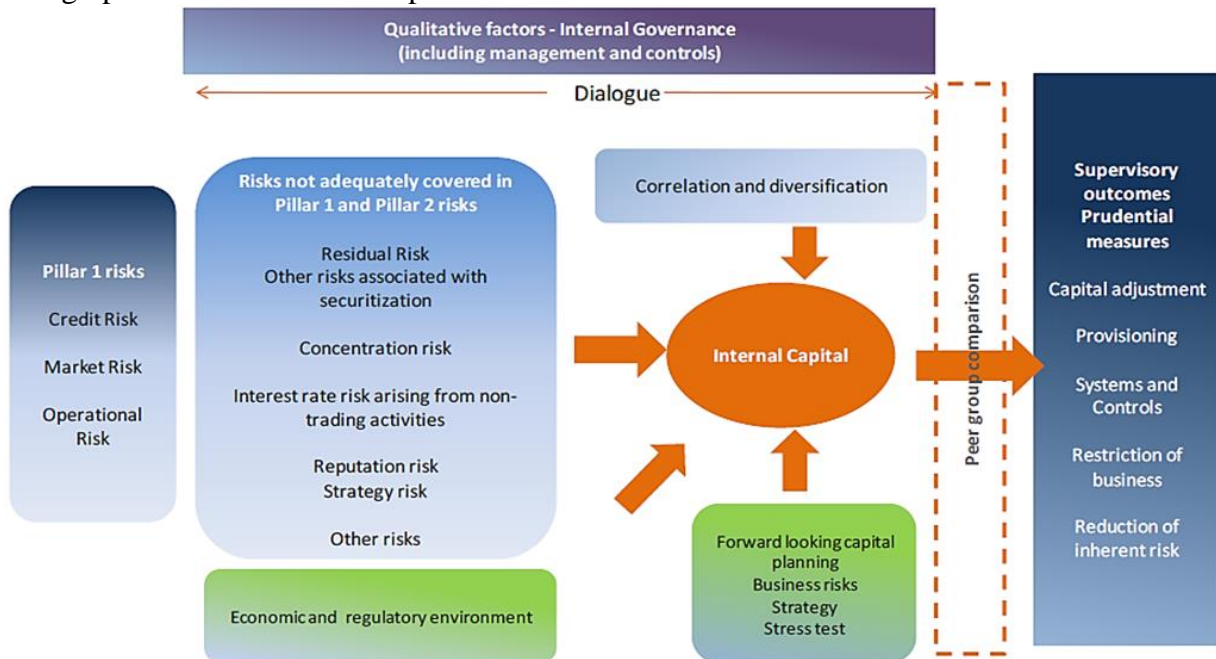 Qualitative factors - Internal Governance
(including management and controls)
Dialogue
Pillar 1 risks
Credit Risk
Market Risk
Operational
Risk
Risks not adequately covered in
Pillar 1 and Pillar 2 risks
Residual Risk
Other risks associated with
securitization
Concentration risk
Interest rate risk arising from non-
trading activities
Reputation risk
Strategy risk
Other risks
Economic and regulatory environment
Correlation and diversification
Internal Capital
Forward looking capital
planning
Business risks
Strategy
Stress test
Peer group comparison
Supervisory
outcomes
Prudential
measures
Capital adjustment
Provisioning
Systems and
Controls
Restriction of
business
Reduction of
inherent risk